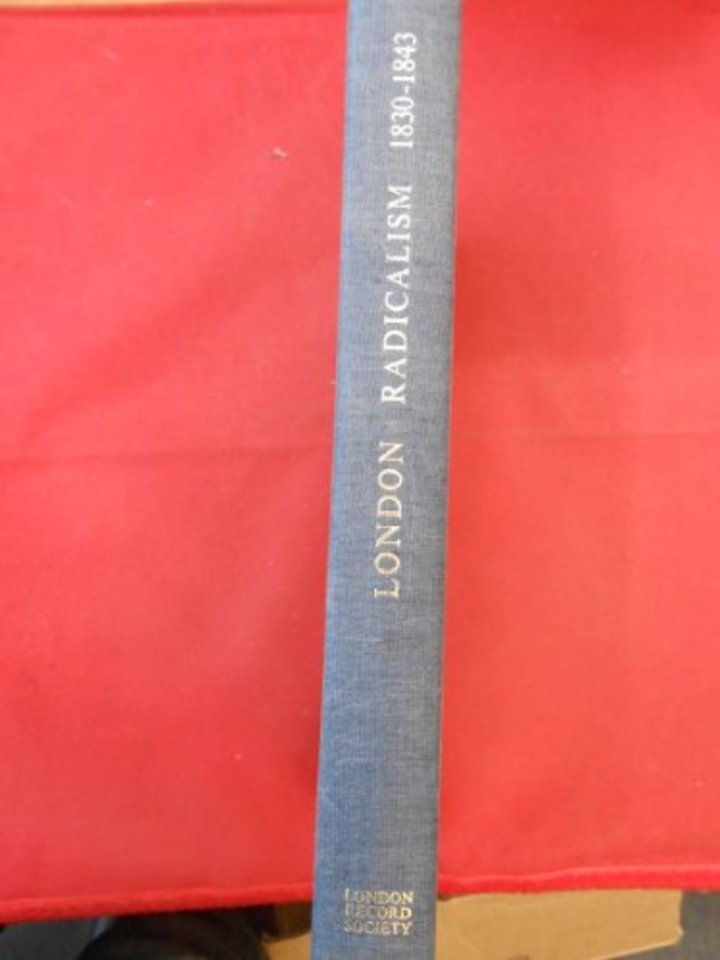 LONDON RADICALISM 1830-1843
LONDON
RECORD
SOCIETY